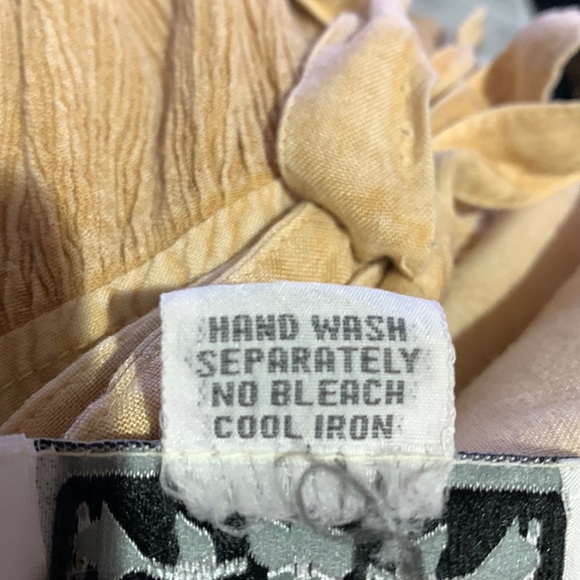 HAND WASH
SEPARATELY
NO BLEACH
COOL IRON